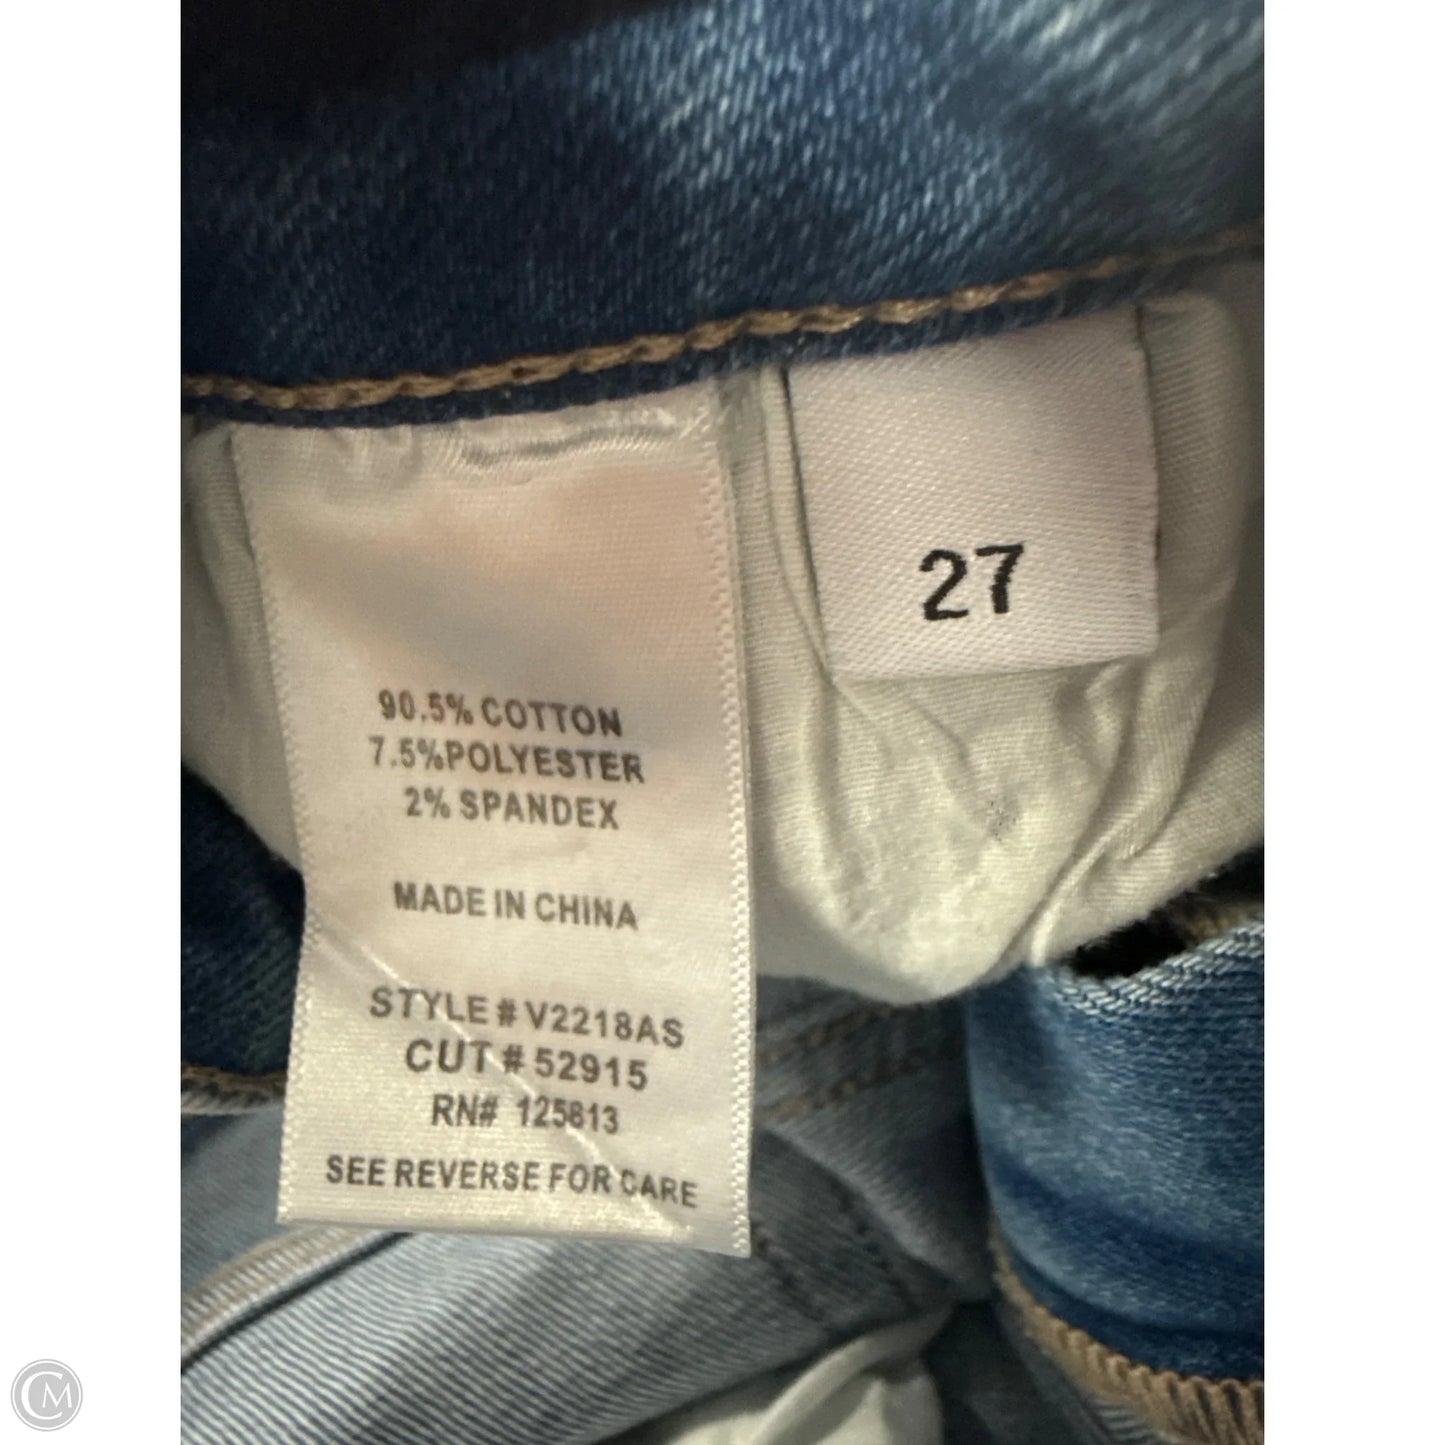 27
90.5% COTTON
7.5%POLYESTER
2% SPANDEX
MADE IN CHINA
STYLE # V2218AS
CUT # 52915
RN# 125813
SEE REVERSE FOR CARE
CM